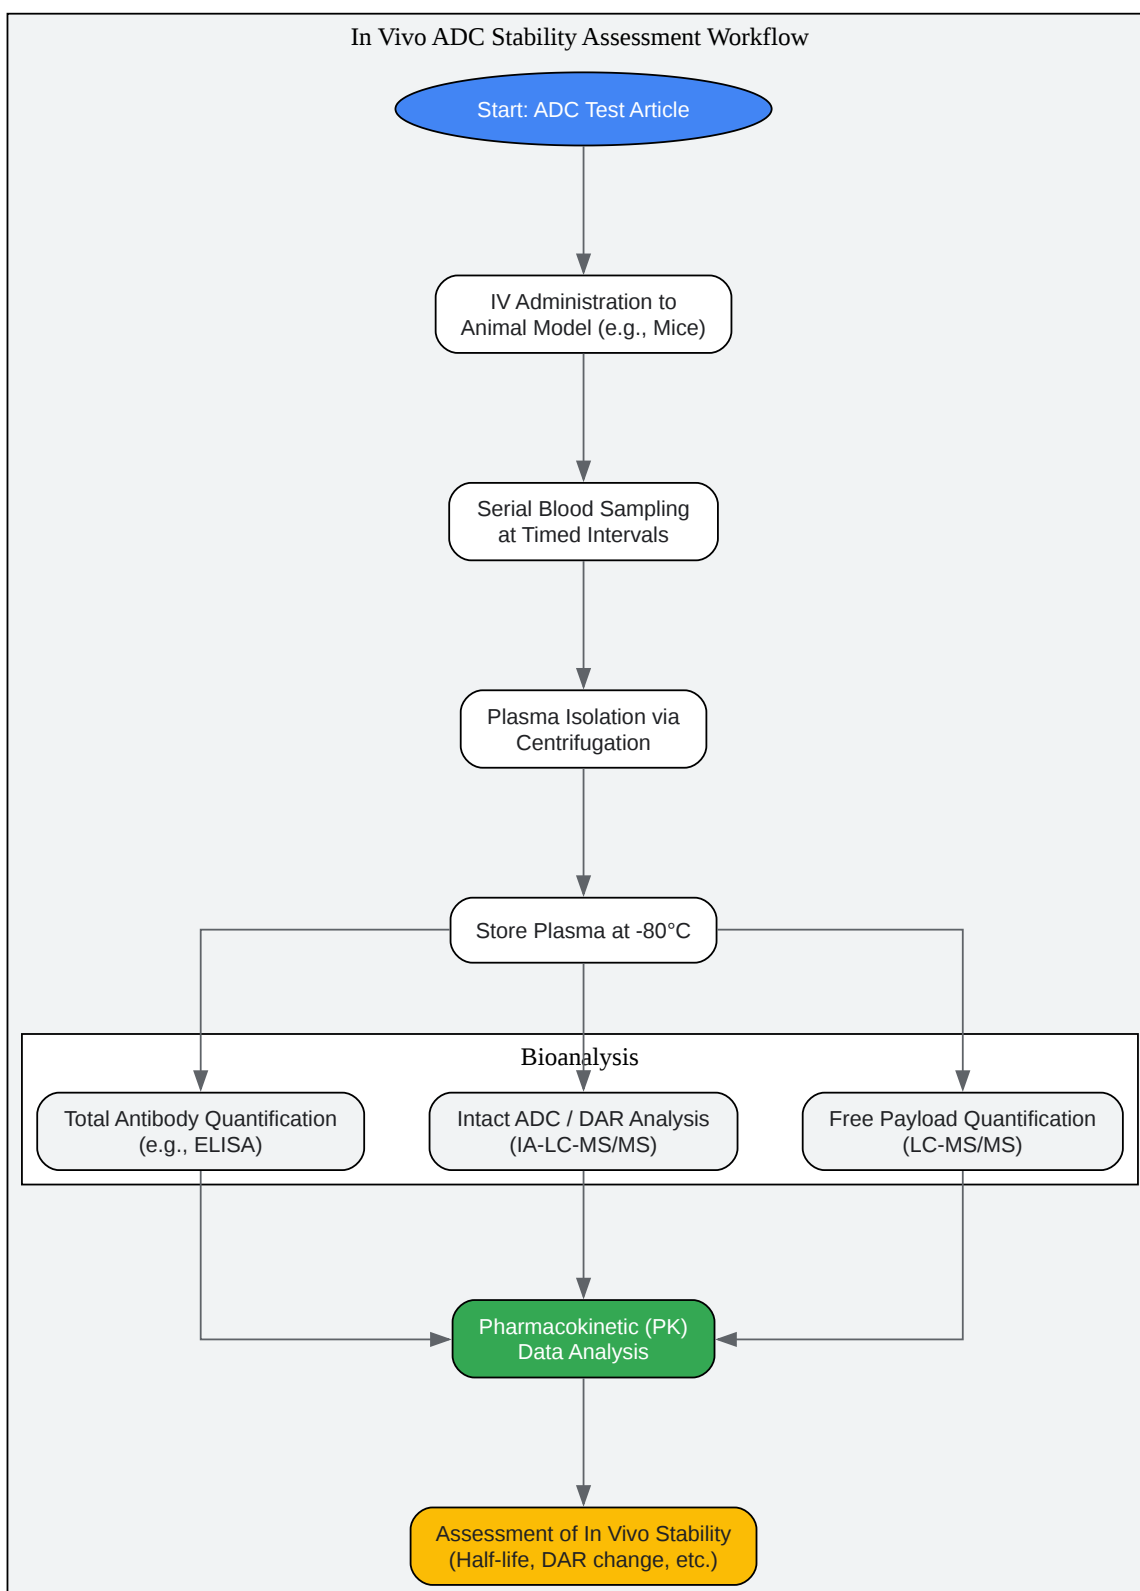 In Vivo ADC Stability Assessment Workflow
Start: ADC Test Article
IV Administration to
Animal Model (e.g., Mice)
Serial Blood Sampling
at Timed Intervals
Plasma Isolation via
Centrifugation
Store Plasma at -80°C
Bioanalysis
Total Antibody Quantification
(e.g., ELISA)
Intact ADC / DAR Analysis
(IA-LC-MS/MS)
Free Payload Quantification
(LC-MS/MS)
Pharmacokinetic (PK)
Data Analysis
Assessment of In Vivo Stability
(Half-life, DAR change, etc.)